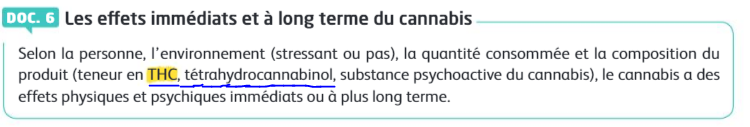 DOC. 6 Les effets immédiats et à long terme du cannabis
Selon la personne, l'environnement (stressant ou pas), la quantité consommée et la composition du
produit (teneur en THC, tétrahydrocannabinol, substance psychoactive du cannabis), le cannabis a des
effets physiques et psychiques immédiats ou à plus long terme.